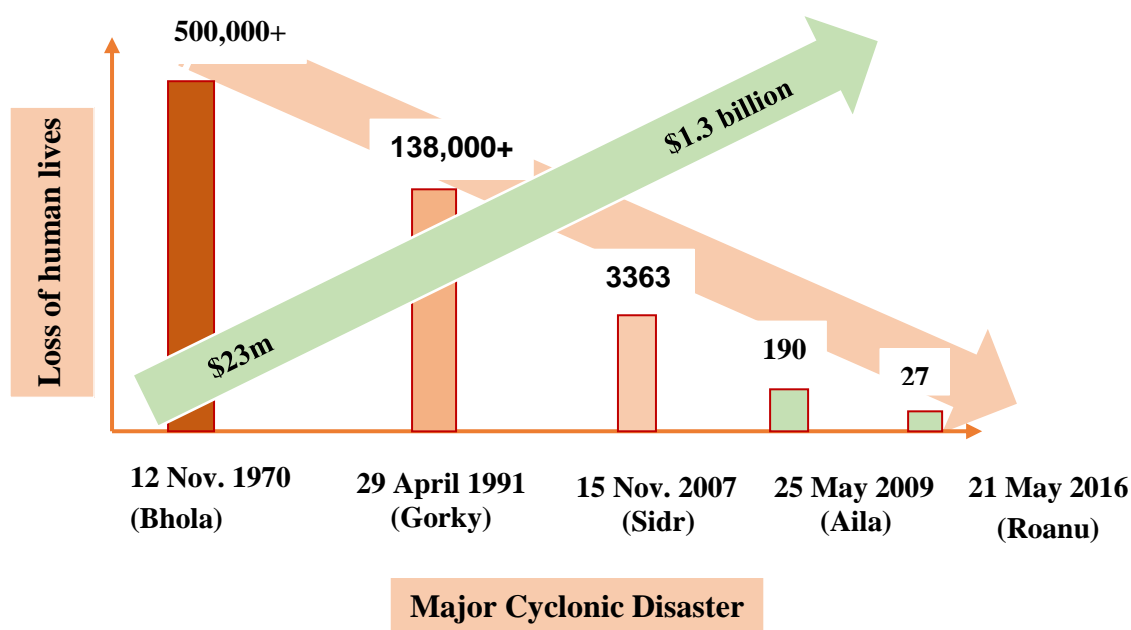 500,000+
138,000+
$1.3 billion
Loss of human lives
3363
$23m
190
27
12 Nov. 1970
(Bhola)
29 April 1991
(Gorky)
15 Nov. 2007
(Sidr)
25 May 2009
(Aila)
21 May 2016
(Roanu)
Major Cyclonic Disaster